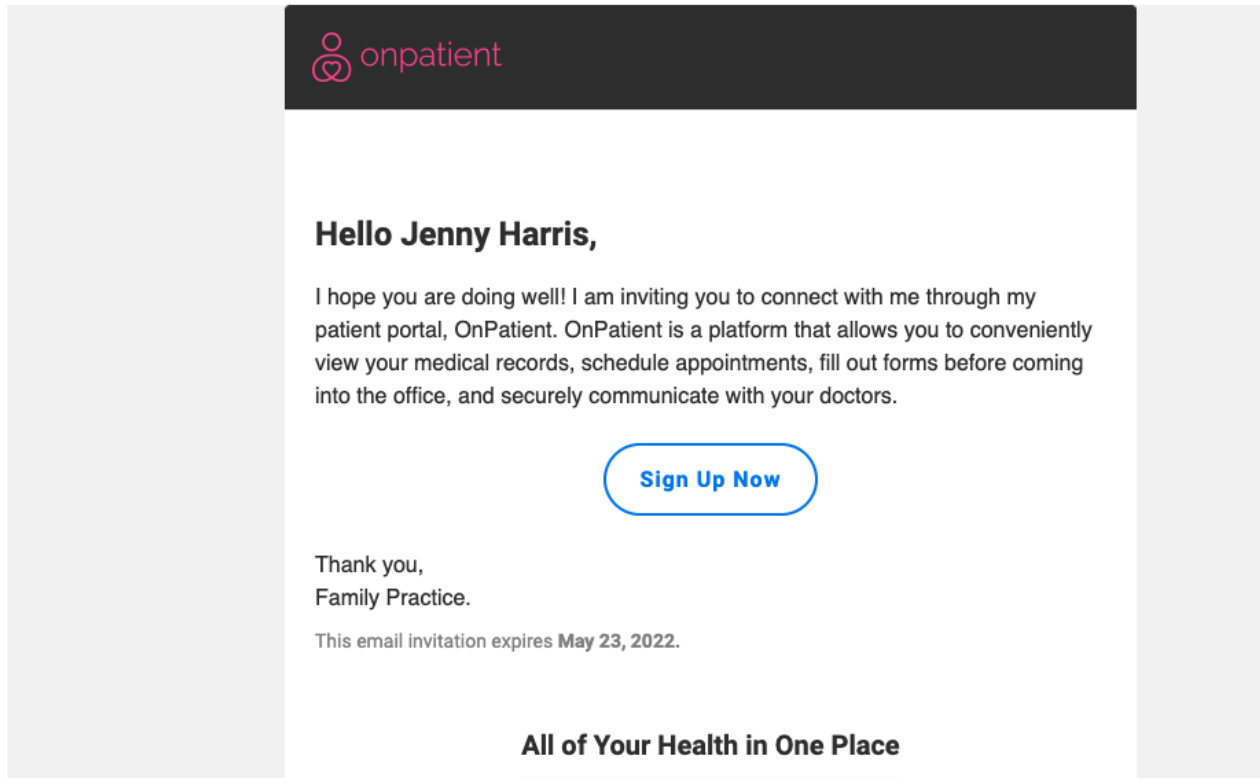 onpatient
Hello Jenny Harris,
I hope you are doing well! I am inviting you to connect with me through my
patient portal, OnPatient. OnPatient is a platform that allows you to conveniently
view your medical records, schedule appointments, fill out forms before coming
into the office, and securely communicate with your doctors.
Sign Up Now
Thank you,
Family Practice.
This email invitation expires May 23, 2022.
All of Your Health in One Place